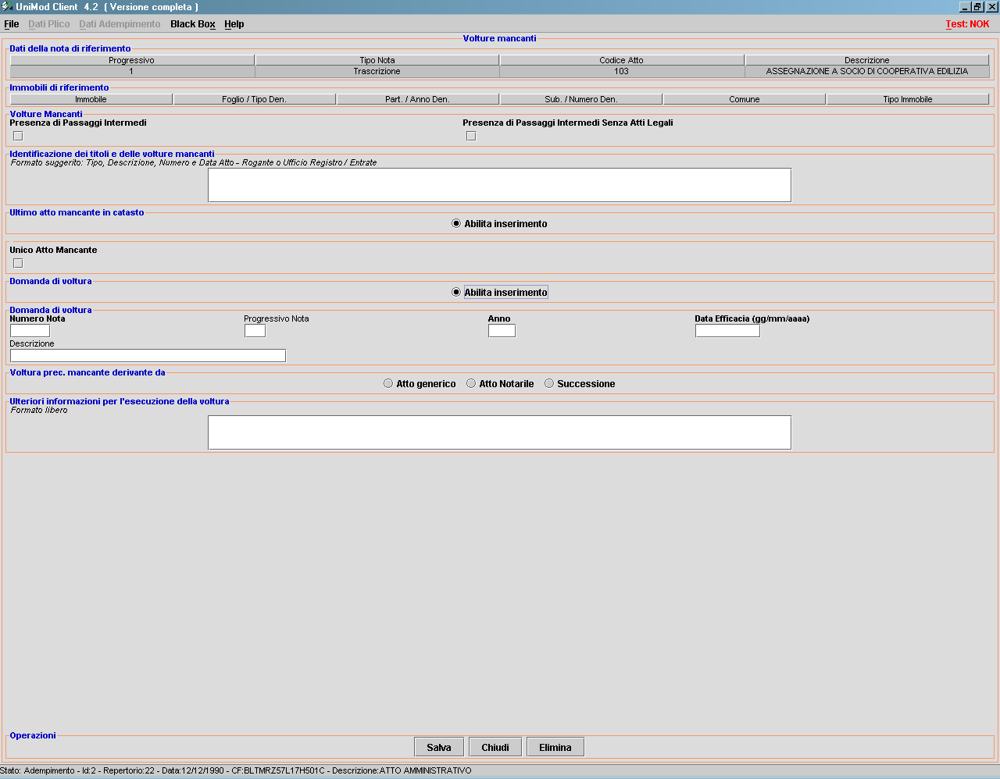 UniMod Client 4.2 ( Versione completa )
File Dati Plico Dati Adempimento Black Box Help Test: NOK
Volture mancanti
Dati della nota di riferimento
Progressivo Tipo Nota Codice Atto Descrizione
1 Trascrizione 103 ASSEGNAZIONE A SOCIO DI COOPERATIVA EDILIZIA
Immobili di riferimento
Immobile Foglio / Tipo Den. Part. / Anno Den. Sub. / Numero Den. Comune Tipo Immobile
Volture Mancanti
Presenza di Passaggi Intermedi Presenza di Passaggi Intermedi Senza Atti Legali
Identificazione dei titoli e delle volture mancanti
Formato suggerito: Tipo, Descrizione, Numero e Data Atto - Rogante o Ufficio Registro / Entrate
Ultimo atto mancante in catasto
Abilita inserimento
Unico Atto Mancante
Domanda di voltura
Abilita inserimento
Domanda di voltura
Numero Nota Progressivo Nota Anno Data Efficacia (gg/mm/aaaa)
Descrizione
Voltura prec. mancante derivante da
Atto generico Atto Notarile Successione
Ulteriori informazioni per l'esecuzione della voltura
Formato libero
Operazioni
Salva Chiudi Elimina
Stato: Adempimento - Id:2 - Repertorio:22 - Data:12/12/1990 - CF:BLTMRZ57L17H501C - Descrizione:ATTO AMMINISTRATIVO